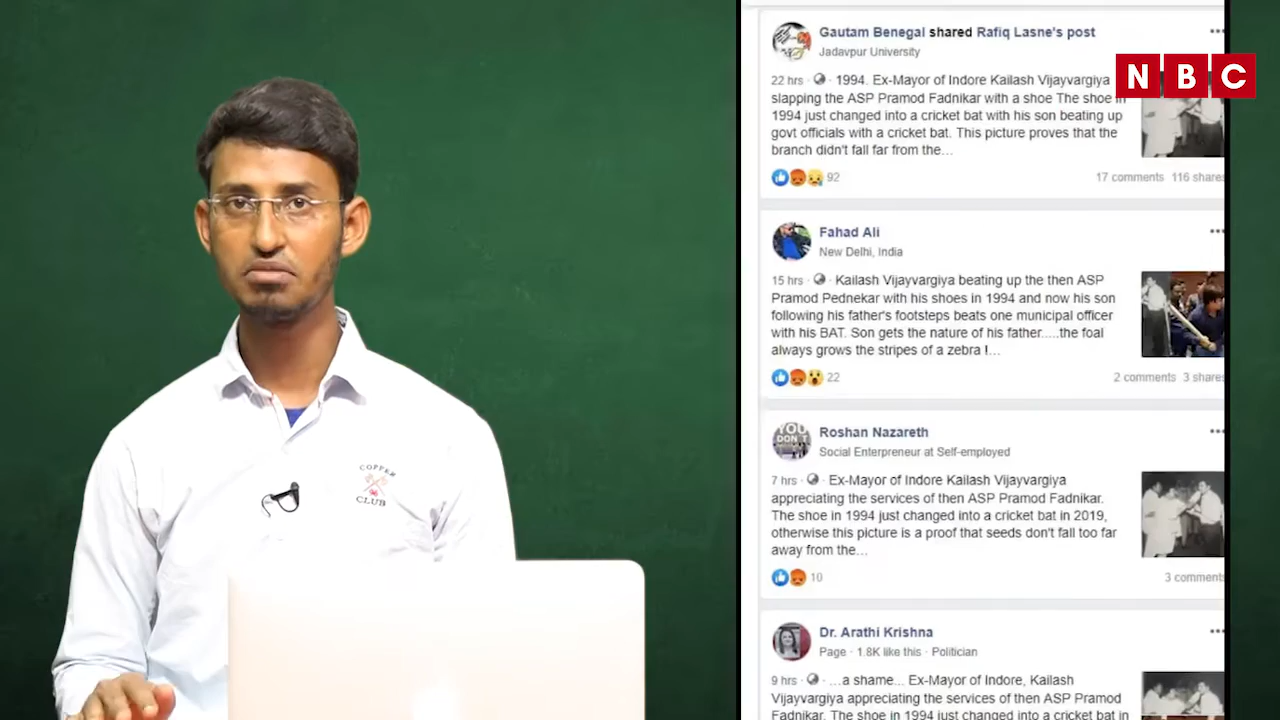 NBC
Gautam Benegal shared Rafiq Lasne's post
Jadavpur University
22 hrs · 1994. Ex-Mayor of Indore Kailash Vijayvargiya
slapping the ASP Pramod Fadnikar with a shoe The shoe in
1994 just changed into a cricket bat with his son beating up
govt officials with a cricket bat. This picture proves that the
branch didn't fall far from the...
92
17 comments 116 shares
Fahad Ali
New Delhi, India
15 hrs · Kailash Vijayvargiya beating up the then ASP
Pramod Pednekar with his shoes in 1994 and now his son
following his father's footsteps beats one municipal officer
with his BAT. Son gets the nature of his father.....the foal
always grows the stripes of a zebra !...
22
2 comments 3 shares
Roshan Nazareth
Social Enterpreneur at Self-employed
7 hrs · Ex-Mayor of Indore Kailash Vijayvargiya
appreciating the services of then ASP Pramod Fadnikar.
The shoe in 1994 just changed into a cricket bat in 2019,
otherwise this picture is a proof that seeds don't fall too far
away from the...
10
3 comments
Dr. Arathi Krishna
Page · 1.8K like this · Politician
9 hrs · ...a shame... Ex-Mayor of Indore, Kailash
Vijayvargiya appreciating the services of then ASP Pramod
Fadnikar. The shoe in 1994 just changed into a cricket bat in
COPPER
CLUB
YOU
DON'T